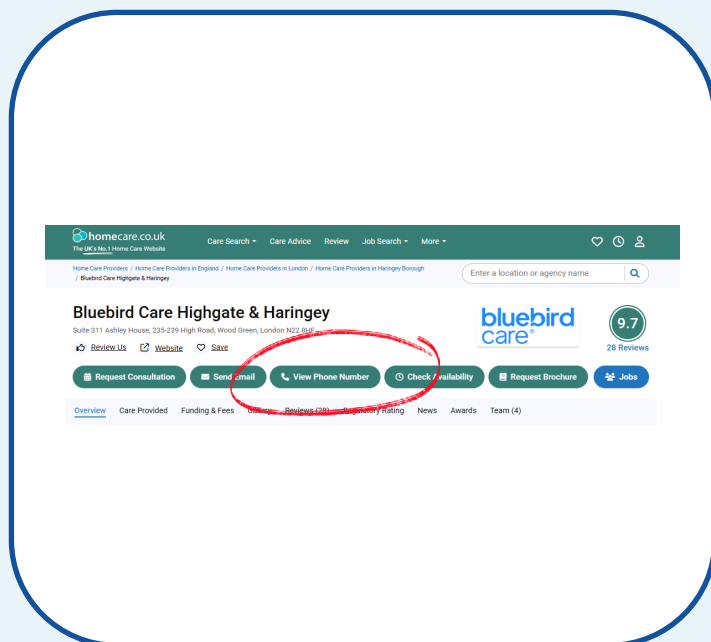 homecare.co.uk
The UK's No.1 Home Care Website
Care Search Care Advice Review Job Search More
Home Care Providers / Home Care Providers in England / Home Care Providers in London / Home Care Providers in Haringey Borough
/ Bluebird Care Highgate & Haringey
Enter a location or agency name
Bluebird Care Highgate & Haringey
Suite 311 Ashley House, 235-239 High Road, Wood Green, London N22 8HF
Review Us Website Save
bluebird
care®
9.7
28 Reviews
Request Consultation Send Email View Phone Number Check Availability Request Brochure Jobs
Overview Care Provided Funding & Fees Gallery Reviews (28) Regulatory Rating News Awards Team (4)